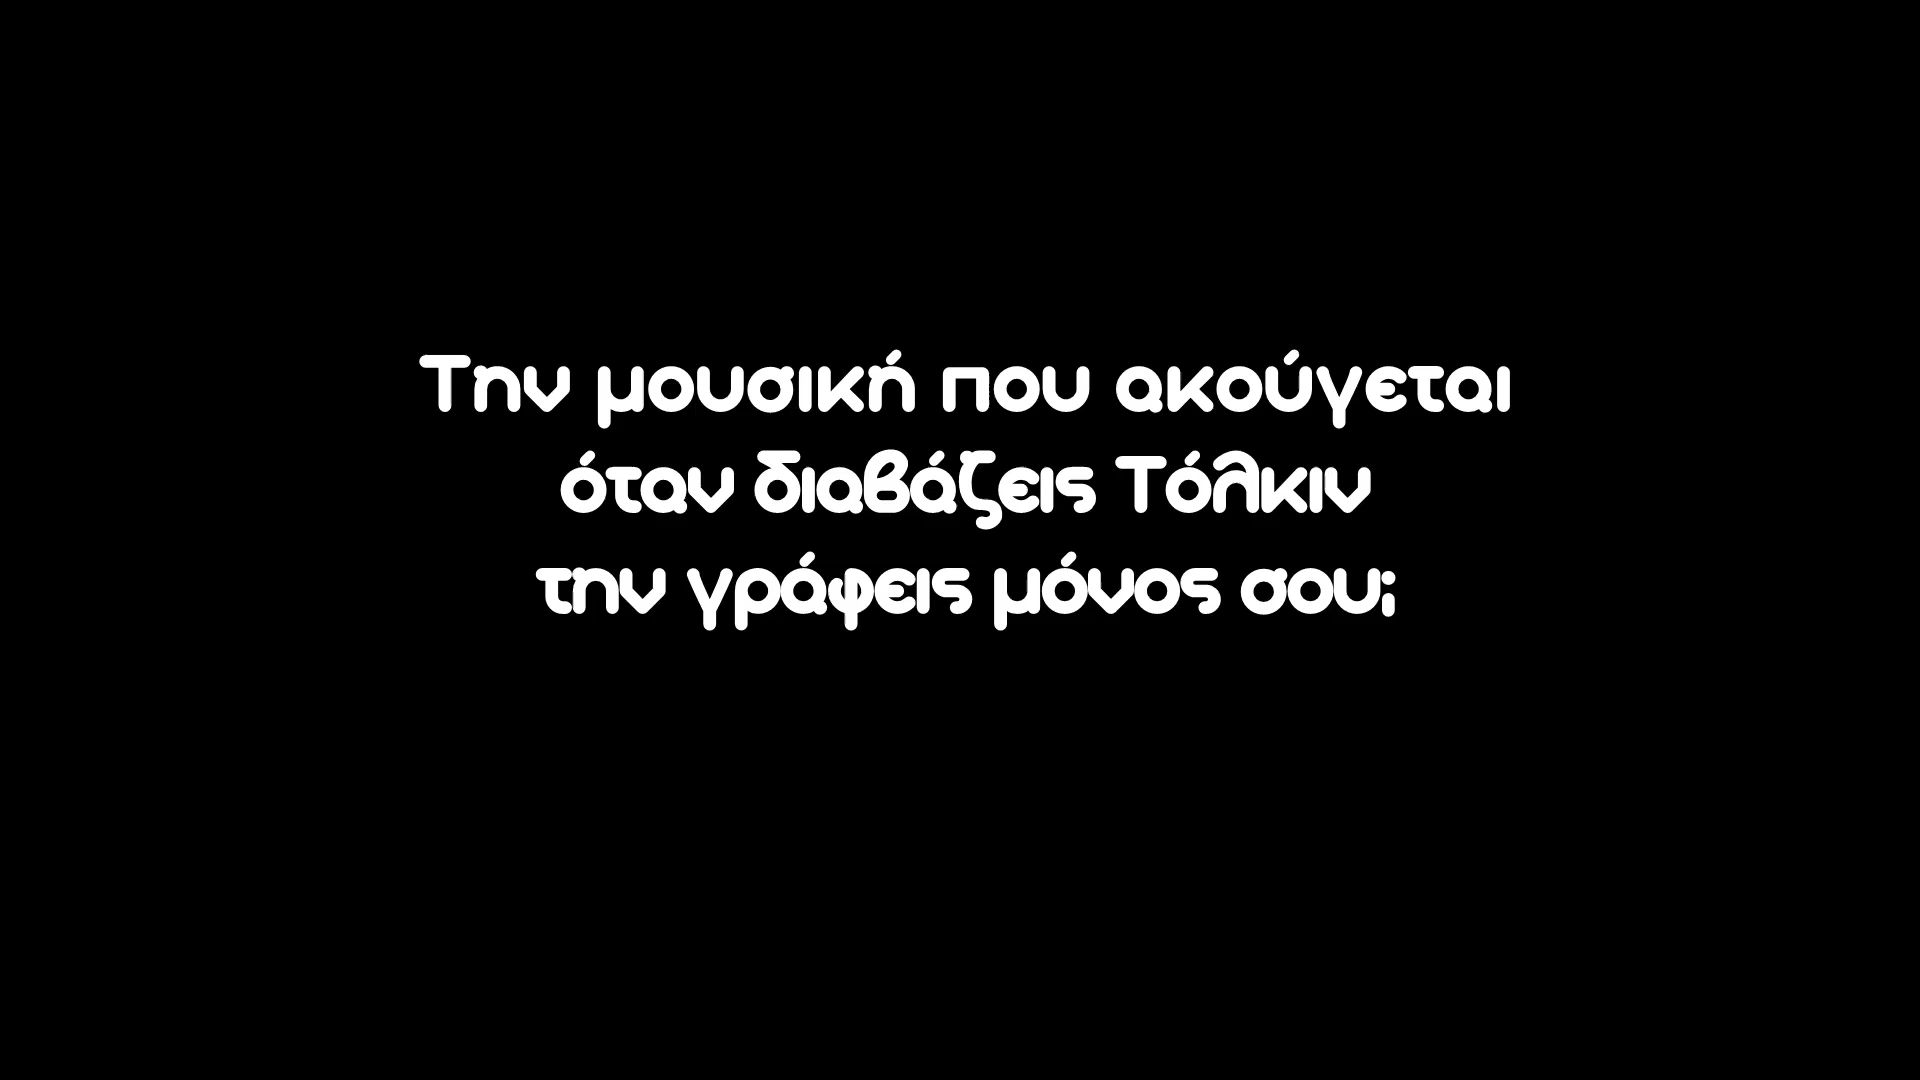 Την μουσική που ακούγεται
όταν διαβάζεις Τόλκιν
την γράφεις μόνος σου;